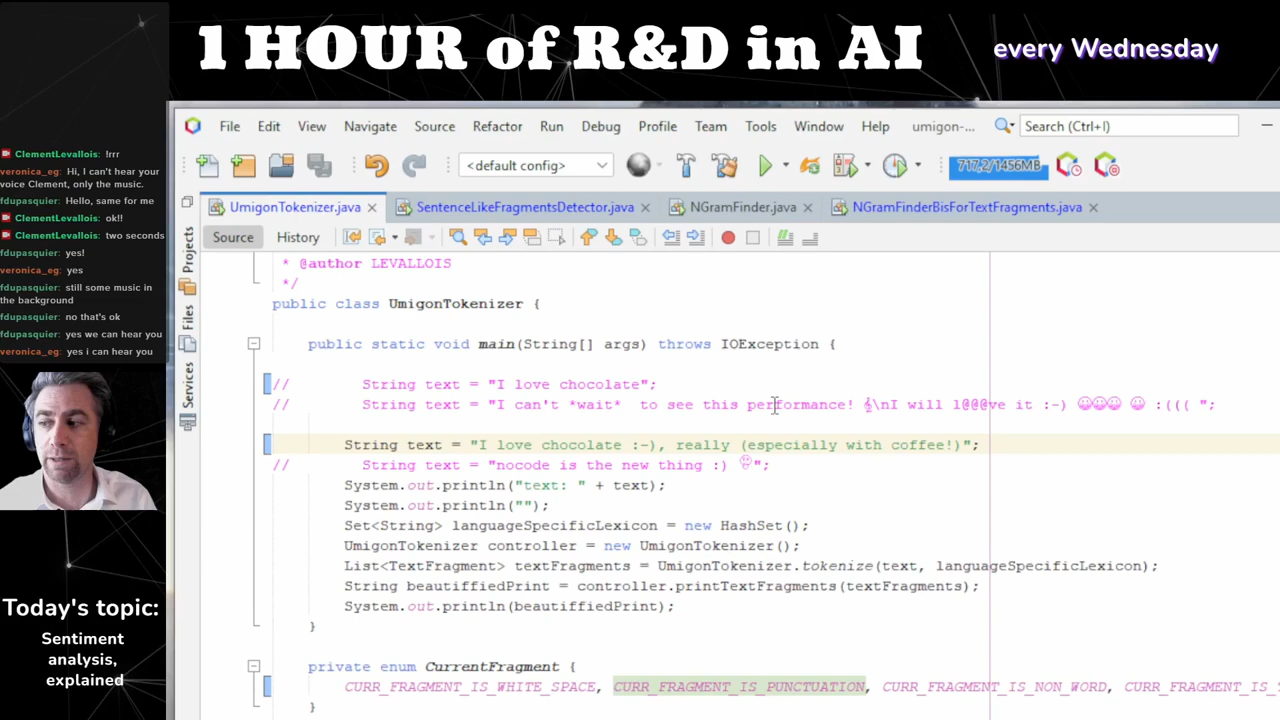 1 HOUR of R&D in AI
every Wednesday
ClementLevallois: !rrr
veronica_eg: Hi, I can't hear your
voice Clement, only the music.
fdupasquier: Hello, same for me
ClementLevallois: ok!!
ClementLevallois: two seconds
fdupasquier: yes!
veronica_eg: yes
fdupasquier: still some music in
the background
fdupasquier: no that's ok
fdupasquier: yes we can hear you
veronica_eg: yes i can hear you
Today's topic:
Sentiment
analysis,
explained
File Edit View Navigate Source Refactor Run Debug Profile Team Tools Window Help umigon-... Search (Ctrl+I)
<default config> 717,2/1456MB
UmigonTokenizer.java SentenceLikeFragmentsDetector.java NGramFinder.java NGramFinderBisForTextFragments.java
Source History
Projects
Files
Services
* @author LEVALLOIS
*/
public class UmigonTokenizer {
public static void main(String[] args) throws IOException {
// String text = "I love chocolate";
// String text = "I can't *wait*  to see this performance! 𝄞\nI will l@@@ve it :-) 😀😀😀 😀 :((( ";
String text = "I love chocolate :-), really (especially with coffee!)";
// String text = "nocode is the new thing :) ";
System.out.println("text: " + text);
System.out.println("");
Set<String> languageSpecificLexicon = new HashSet();
UmigonTokenizer controller = new UmigonTokenizer();
List<TextFragment> textFragments = UmigonTokenizer.tokenize(text, languageSpecificLexicon);
String beautiffiedPrint = controller.printTextFragments(textFragments);
System.out.println(beautiffiedPrint);
}
private enum CurrentFragment {
CURR_FRAGMENT_IS_WHITE_SPACE, CURR_FRAGMENT_IS_PUNCTUATION, CURR_FRAGMENT_IS_NON_WORD, CURR_FRAGMENT_IS_
}